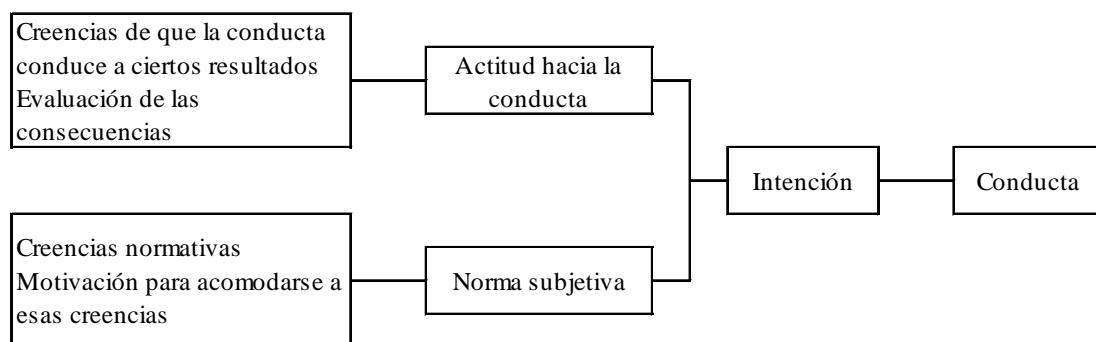 Creencias de que la conducta
conduce a ciertos resultados
Evaluación de las
consecuencias
Actitud hacia la
conducta
Intención
Conducta
Creencias normativas
Motivación para acomodarse a
esas creencias
Norma subjetiva